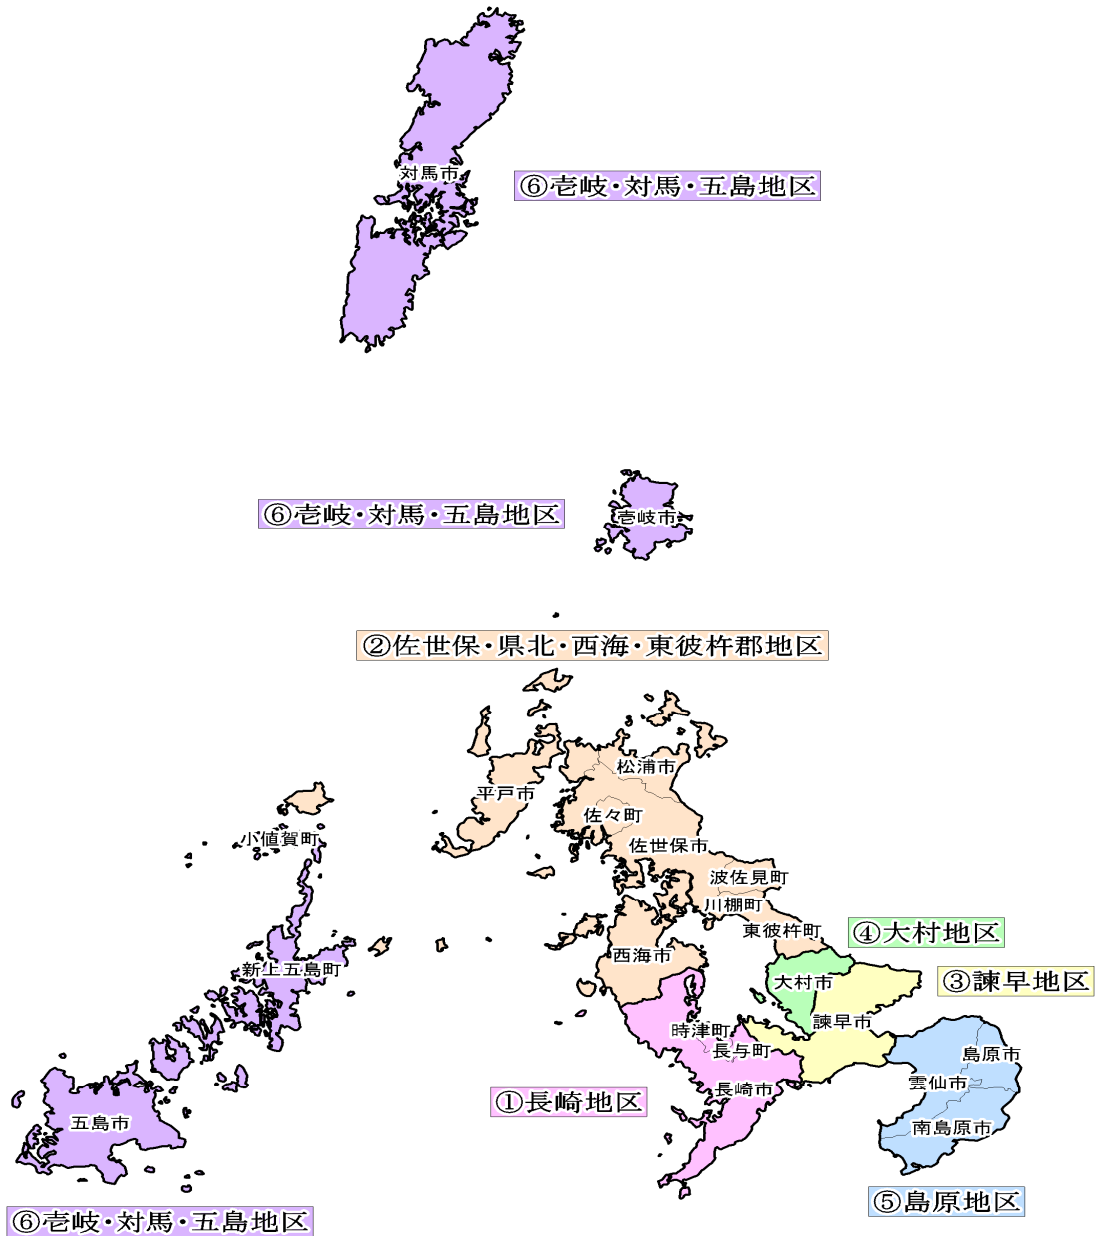 対馬市
⑥壱岐・対馬・五島地区
⑥壱岐・対馬・五島地区
壱岐市
②佐世保・県北・西海・東彼杵郡地区
松浦市
平戸市
佐々町
小値賀町
佐世保市
波佐見町
川棚町
東彼杵町
④大村地区
西海市
新上五島町
大村市
③諫早地区
時津町
諫早市
長与町
島原市
雲仙市
長崎市
①長崎地区
五島市
南島原市
⑤島原地区
⑥壱岐・対馬・五島地区